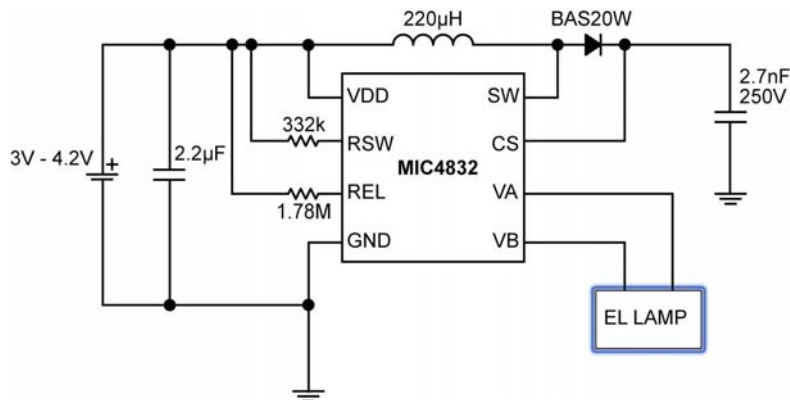 220µH
BAS20W
VDD
SW
2.7nF
250V
332k
RSW
CS
3V - 4.2V
+
2.2µF
MIC4832
REL
VA
1.78M
GND
VB
EL LAMP